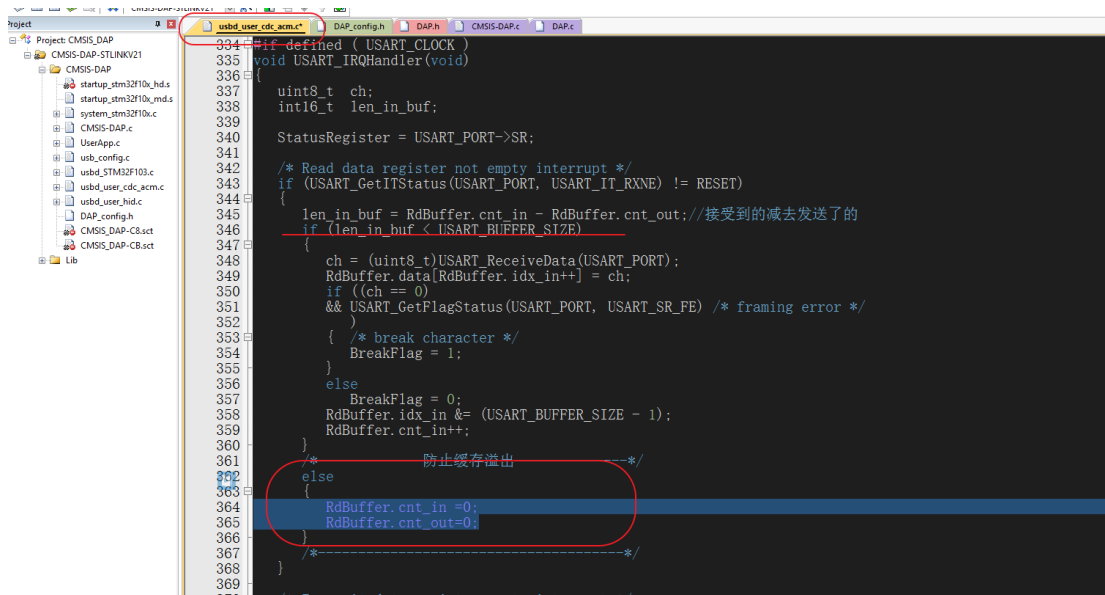 Project
usbd_user_cdc_acm.c*
DAP_config.h
DAP.h
CMSIS-DAP.c
DAP.c
Project: CMSIS_DAP
CMSIS-DAP-STLINKV21
CMSIS-DAP
startup_stm32f10x_hd.s
startup_stm32f10x_md.s
system_stm32f10x.c
CMSIS-DAP.c
UserApp.c
usb_config.c
usbd_STM32F103.c
usbd_user_cdc_acm.c
usbd_user_hid.c
DAP_config.h
CMSIS_DAP-C8.sct
CMSIS_DAP-CB.sct
Lib
334 #if defined ( USART_CLOCK )
335 void USART_IRQHandler(void)
336 {
337 uint8_t ch;
338 int16_t len_in_buf;
339
340 StatusRegister = USART_PORT->SR;
341
342 /* Read data register not empty interrupt */
343 if (USART_GetITStatus(USART_PORT, USART_IT_RXNE) != RESET)
344 {
345 len_in_buf = RdBuffer.cnt_in - RdBuffer.cnt_out;//接受到的减去发送了的
346 if (len_in_buf < USART_BUFFER_SIZE)
347 {
348 ch = (uint8_t)USART_ReceiveData(USART_PORT);
349 RdBuffer.data[RdBuffer.idx_in++] = ch;
350 if ((ch == 0)
351 && USART_GetFlagStatus(USART_PORT, USART_SR_FE) /* framing error */
352 )
353 { /* break character */
354 BreakFlag = 1;
355 }
356 else
357 BreakFlag = 0;
358 RdBuffer.idx_in &= (USART_BUFFER_SIZE - 1);
359 RdBuffer.cnt_in++;
360 }
361 /* 防止缓存溢出 ---*/
362 else
363 {
364 RdBuffer.cnt_in =0;
365 RdBuffer.cnt_out=0;
366 }
367 /*---------------------------------------*/
368 }
369